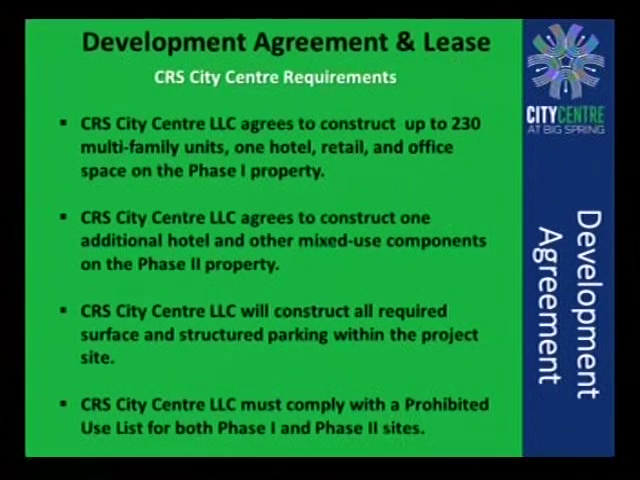 Development Agreement & Lease
CRS City Centre Requirements
▪ CRS City Centre LLC agrees to construct up to 230
multi-family units, one hotel, retail, and office
space on the Phase I property.
▪ CRS City Centre LLC agrees to construct one
additional hotel and other mixed-use components
on the Phase II property.
▪ CRS City Centre LLC will construct all required
surface and structured parking within the project
site.
▪ CRS City Centre LLC must comply with a Prohibited
Use List for both Phase I and Phase II sites.
CITYCENTRE
AT BIG SPRING
Development
Agreement